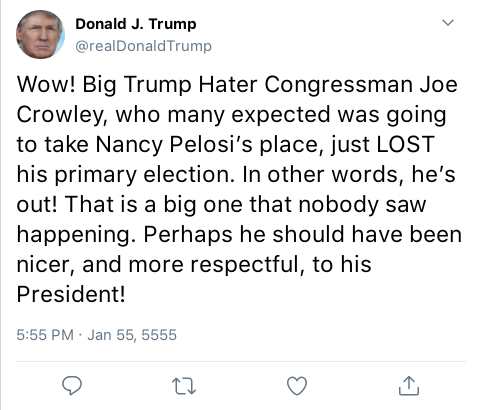 Donald J. Trump
@realDonaldTrump
Wow! Big Trump Hater Congressman Joe
Crowley, who many expected was going
to take Nancy Pelosi's place, just LOST
his primary election. In other words, he's
out! That is a big one that nobody saw
happening. Perhaps he should have been
nicer, and more respectful, to his
President!
5:55 PM · Jan 55, 5555